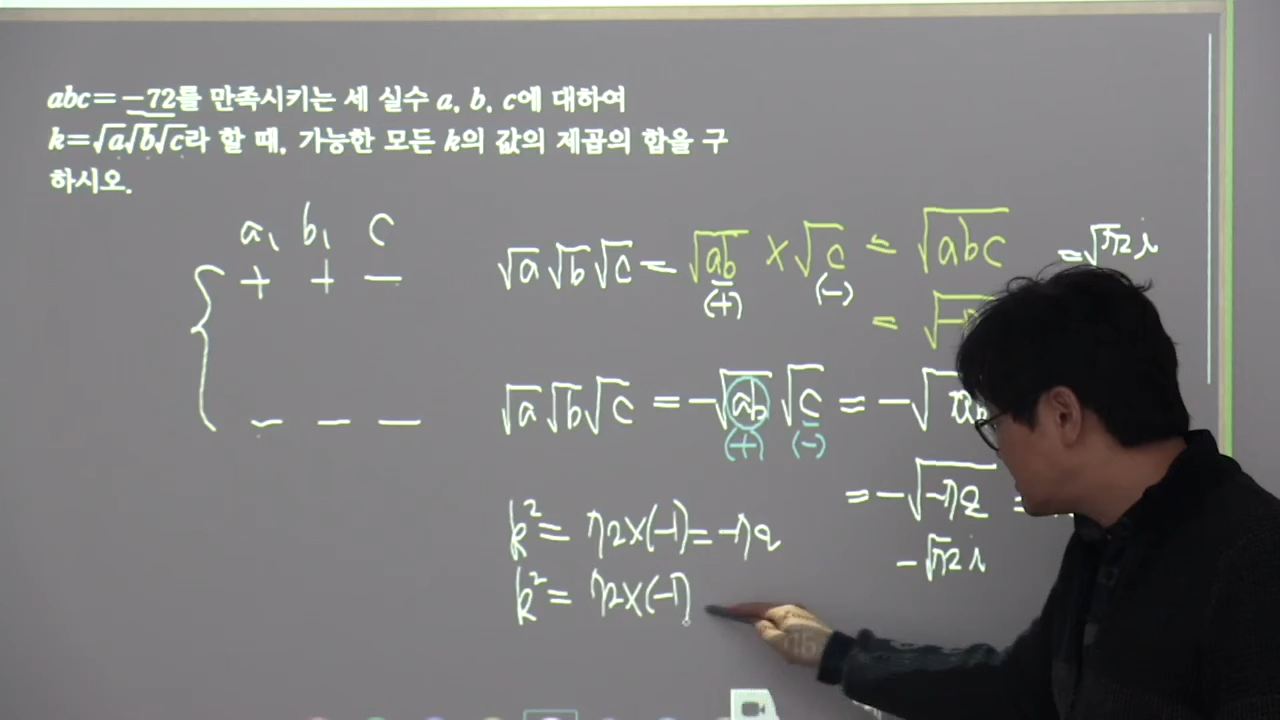 abc=−72를 만족시키는 세 실수 a, b, c에 대하여
k=√a√b√c라 할 때, 가능한 모든 k의 값의 제곱의 합을 구
하시오.
a, b, c
+ + −
− − −
√a √b √c = √ab × √c = √abc = √72 i
(+) (−)
= √−7
√a √b √c = −√ab √c = −√
(+) (−)
= −√−72 =
−√72 i
k² = 72×(−1) = −72
k² = 72×(−1)